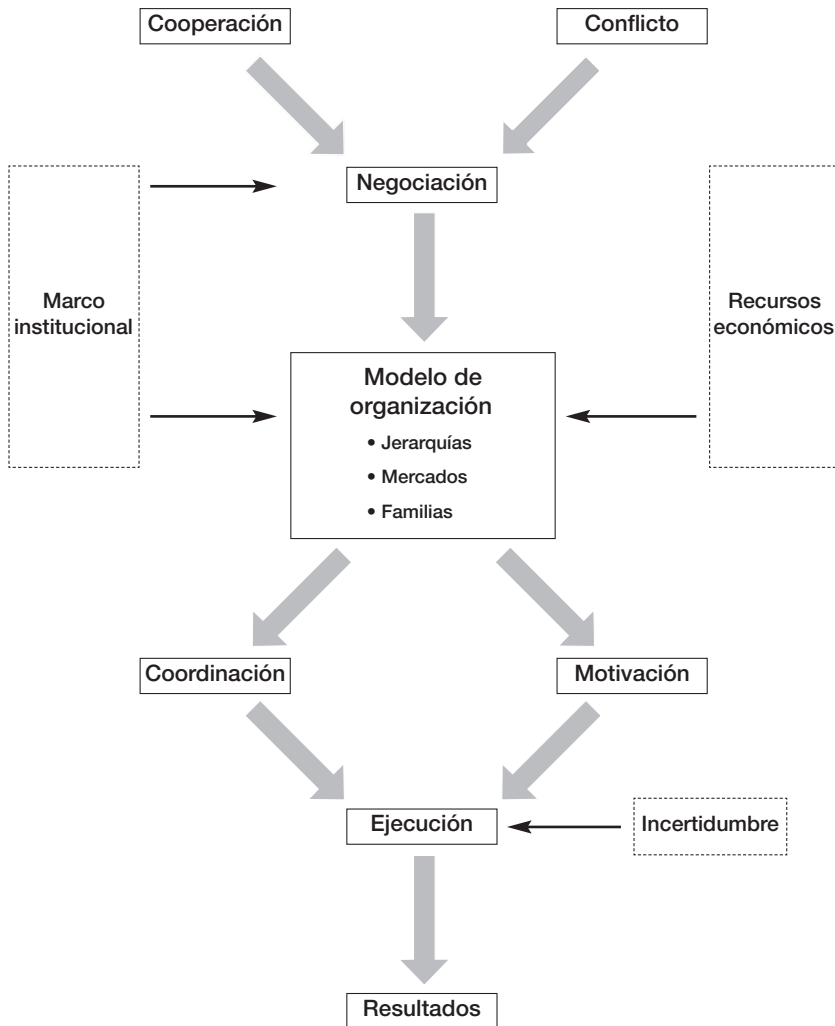 Cooperación
Conflicto
Negociación
Marco
institucional
Recursos
económicos
Modelo de
organización
• Jerarquías
• Mercados
• Familias
Coordinación
Motivación
Ejecución
Incertidumbre
Resultados